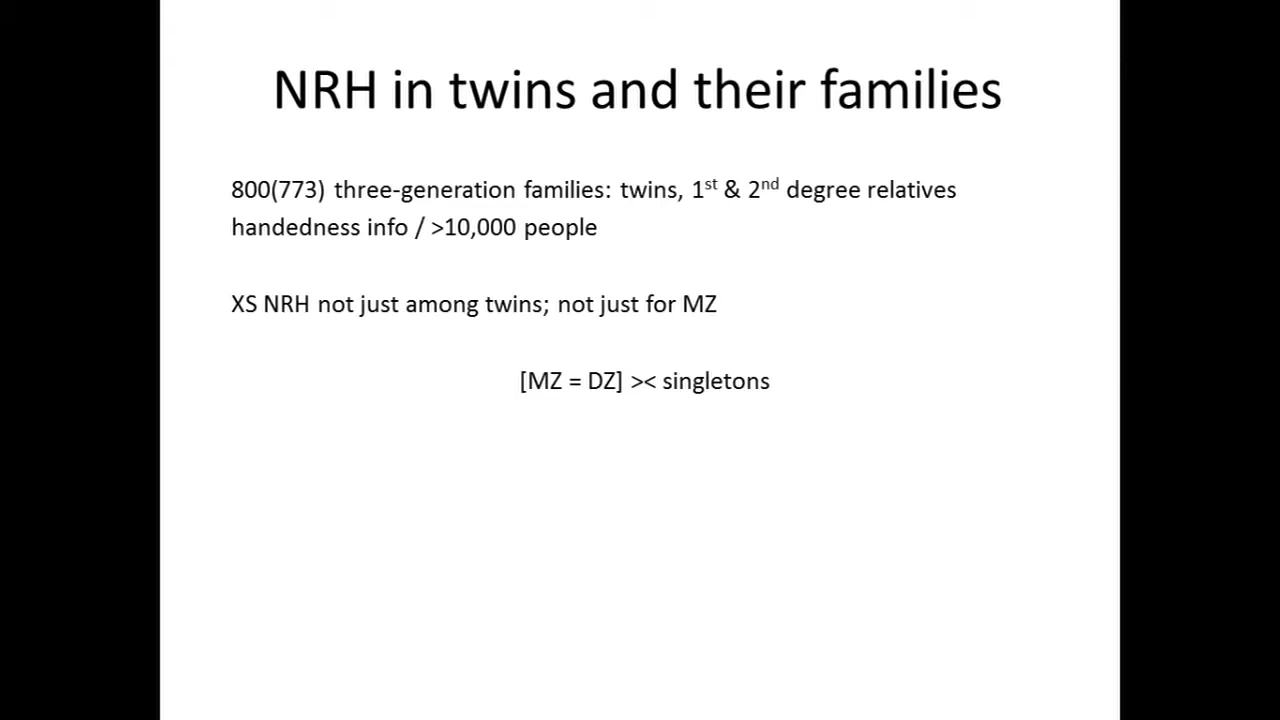 NRH in twins and their families
800(773) three-generation families: twins, 1st & 2nd degree relatives
handedness info / >10,000 people
XS NRH not just among twins; not just for MZ
[MZ = DZ] >< singletons